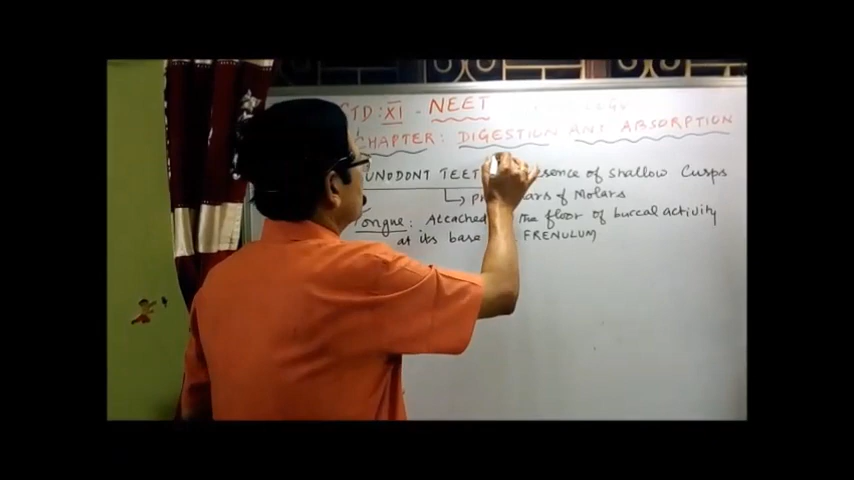 STD: XI - NEET
CHAPTER: DIGESTION AND ABSORPTION
UNODONT TEET sence of Shallow Cusps
ars of Molars
Tongue: Attached the floor of buccal activity
at its base FRENULUM